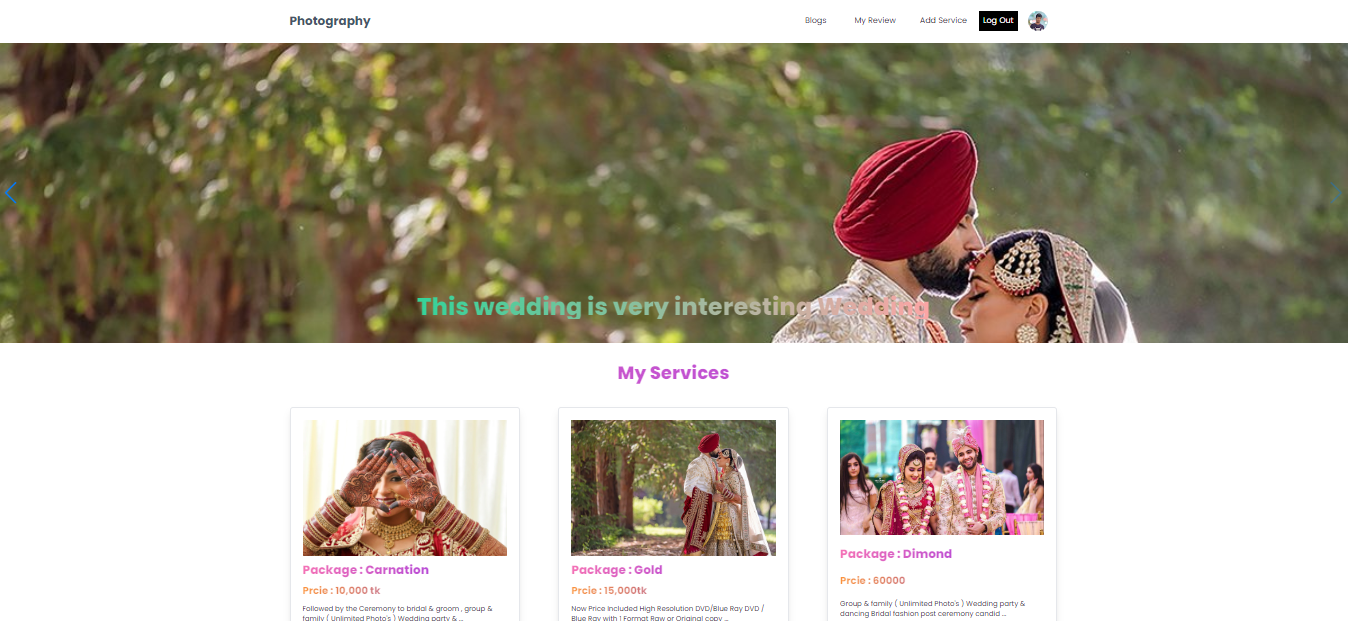 Photography
Blogs
My Review
Add Service
Log Out
This wedding is very interesting Wedding
My Services
Package : Carnation
Prcie : 10,000 tk
Followed by the Ceremony to bridal & groom , group &
family ( Unlimited Photo's ) Wedding party & ...
Package : Gold
Prcie : 15,000tk
Now Price Included High Resolution DVD/Blue Ray DVD /
Blue Ray with 1 Format Raw or Original copy ...
Package : Dimond
Prcie : 60000
Group & family ( Unlimited Photo's ) Wedding party &
dancing Bridal fashion post ceremony candid ...